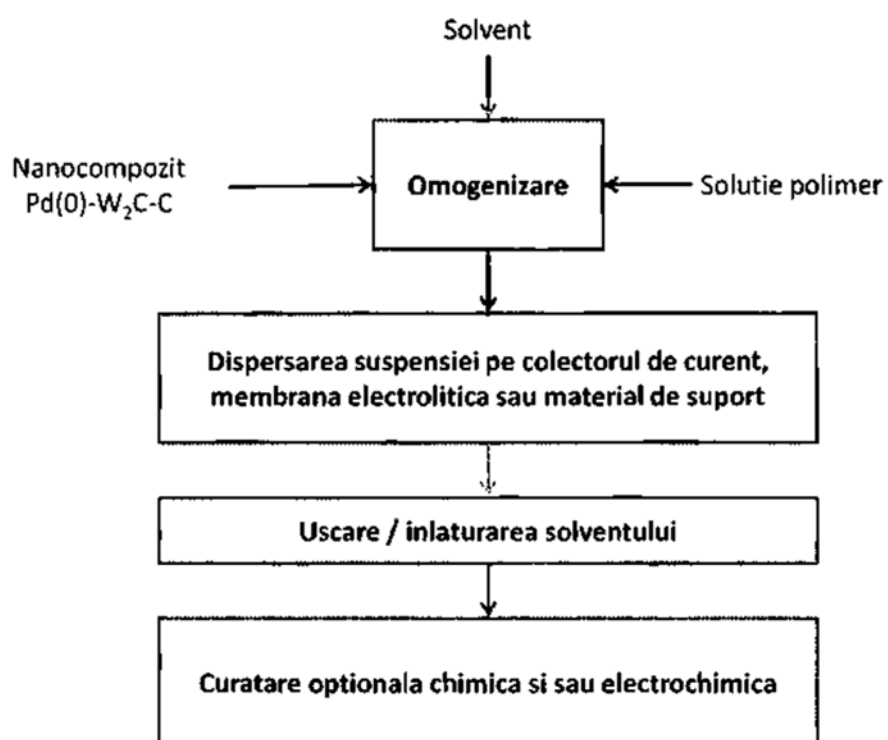 Solvent
Nanocompozit
Pd(0)-W₂C-C
Omogenizare
Solutie polimer
Dispersarea suspensiei pe colectorul de curent,
membrana electrolitica sau material de suport
Uscare / inlaturarea solventului
Curatare optionala chimica si sau electrochimica